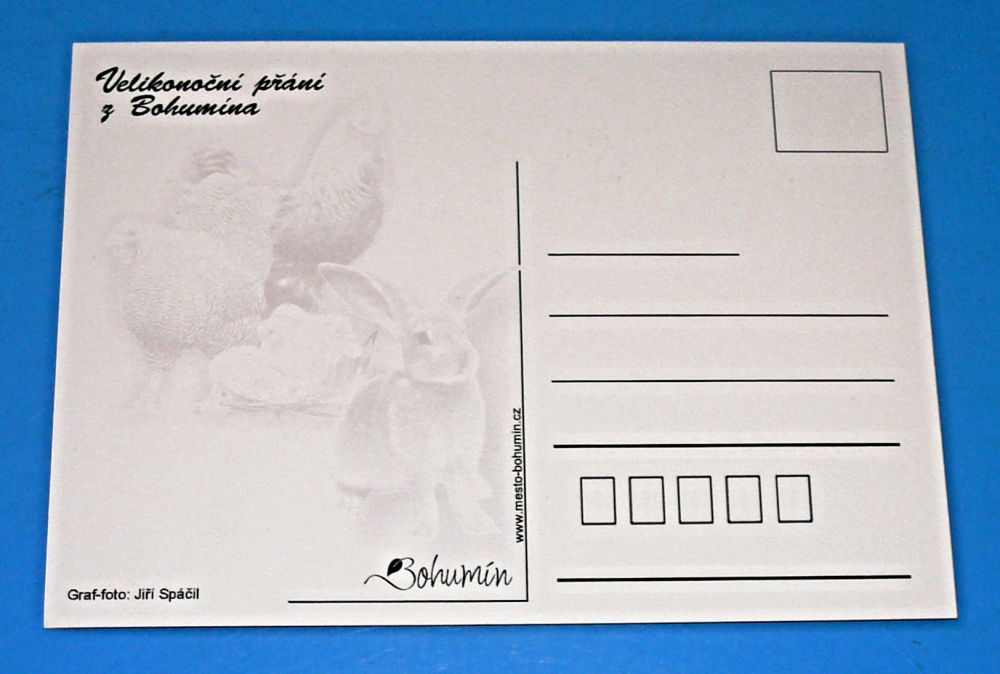 Velikonoční přání
z Bohumína
www.mesto-bohumin.cz
Bohumín
Graf-foto: Jiří Spáčil